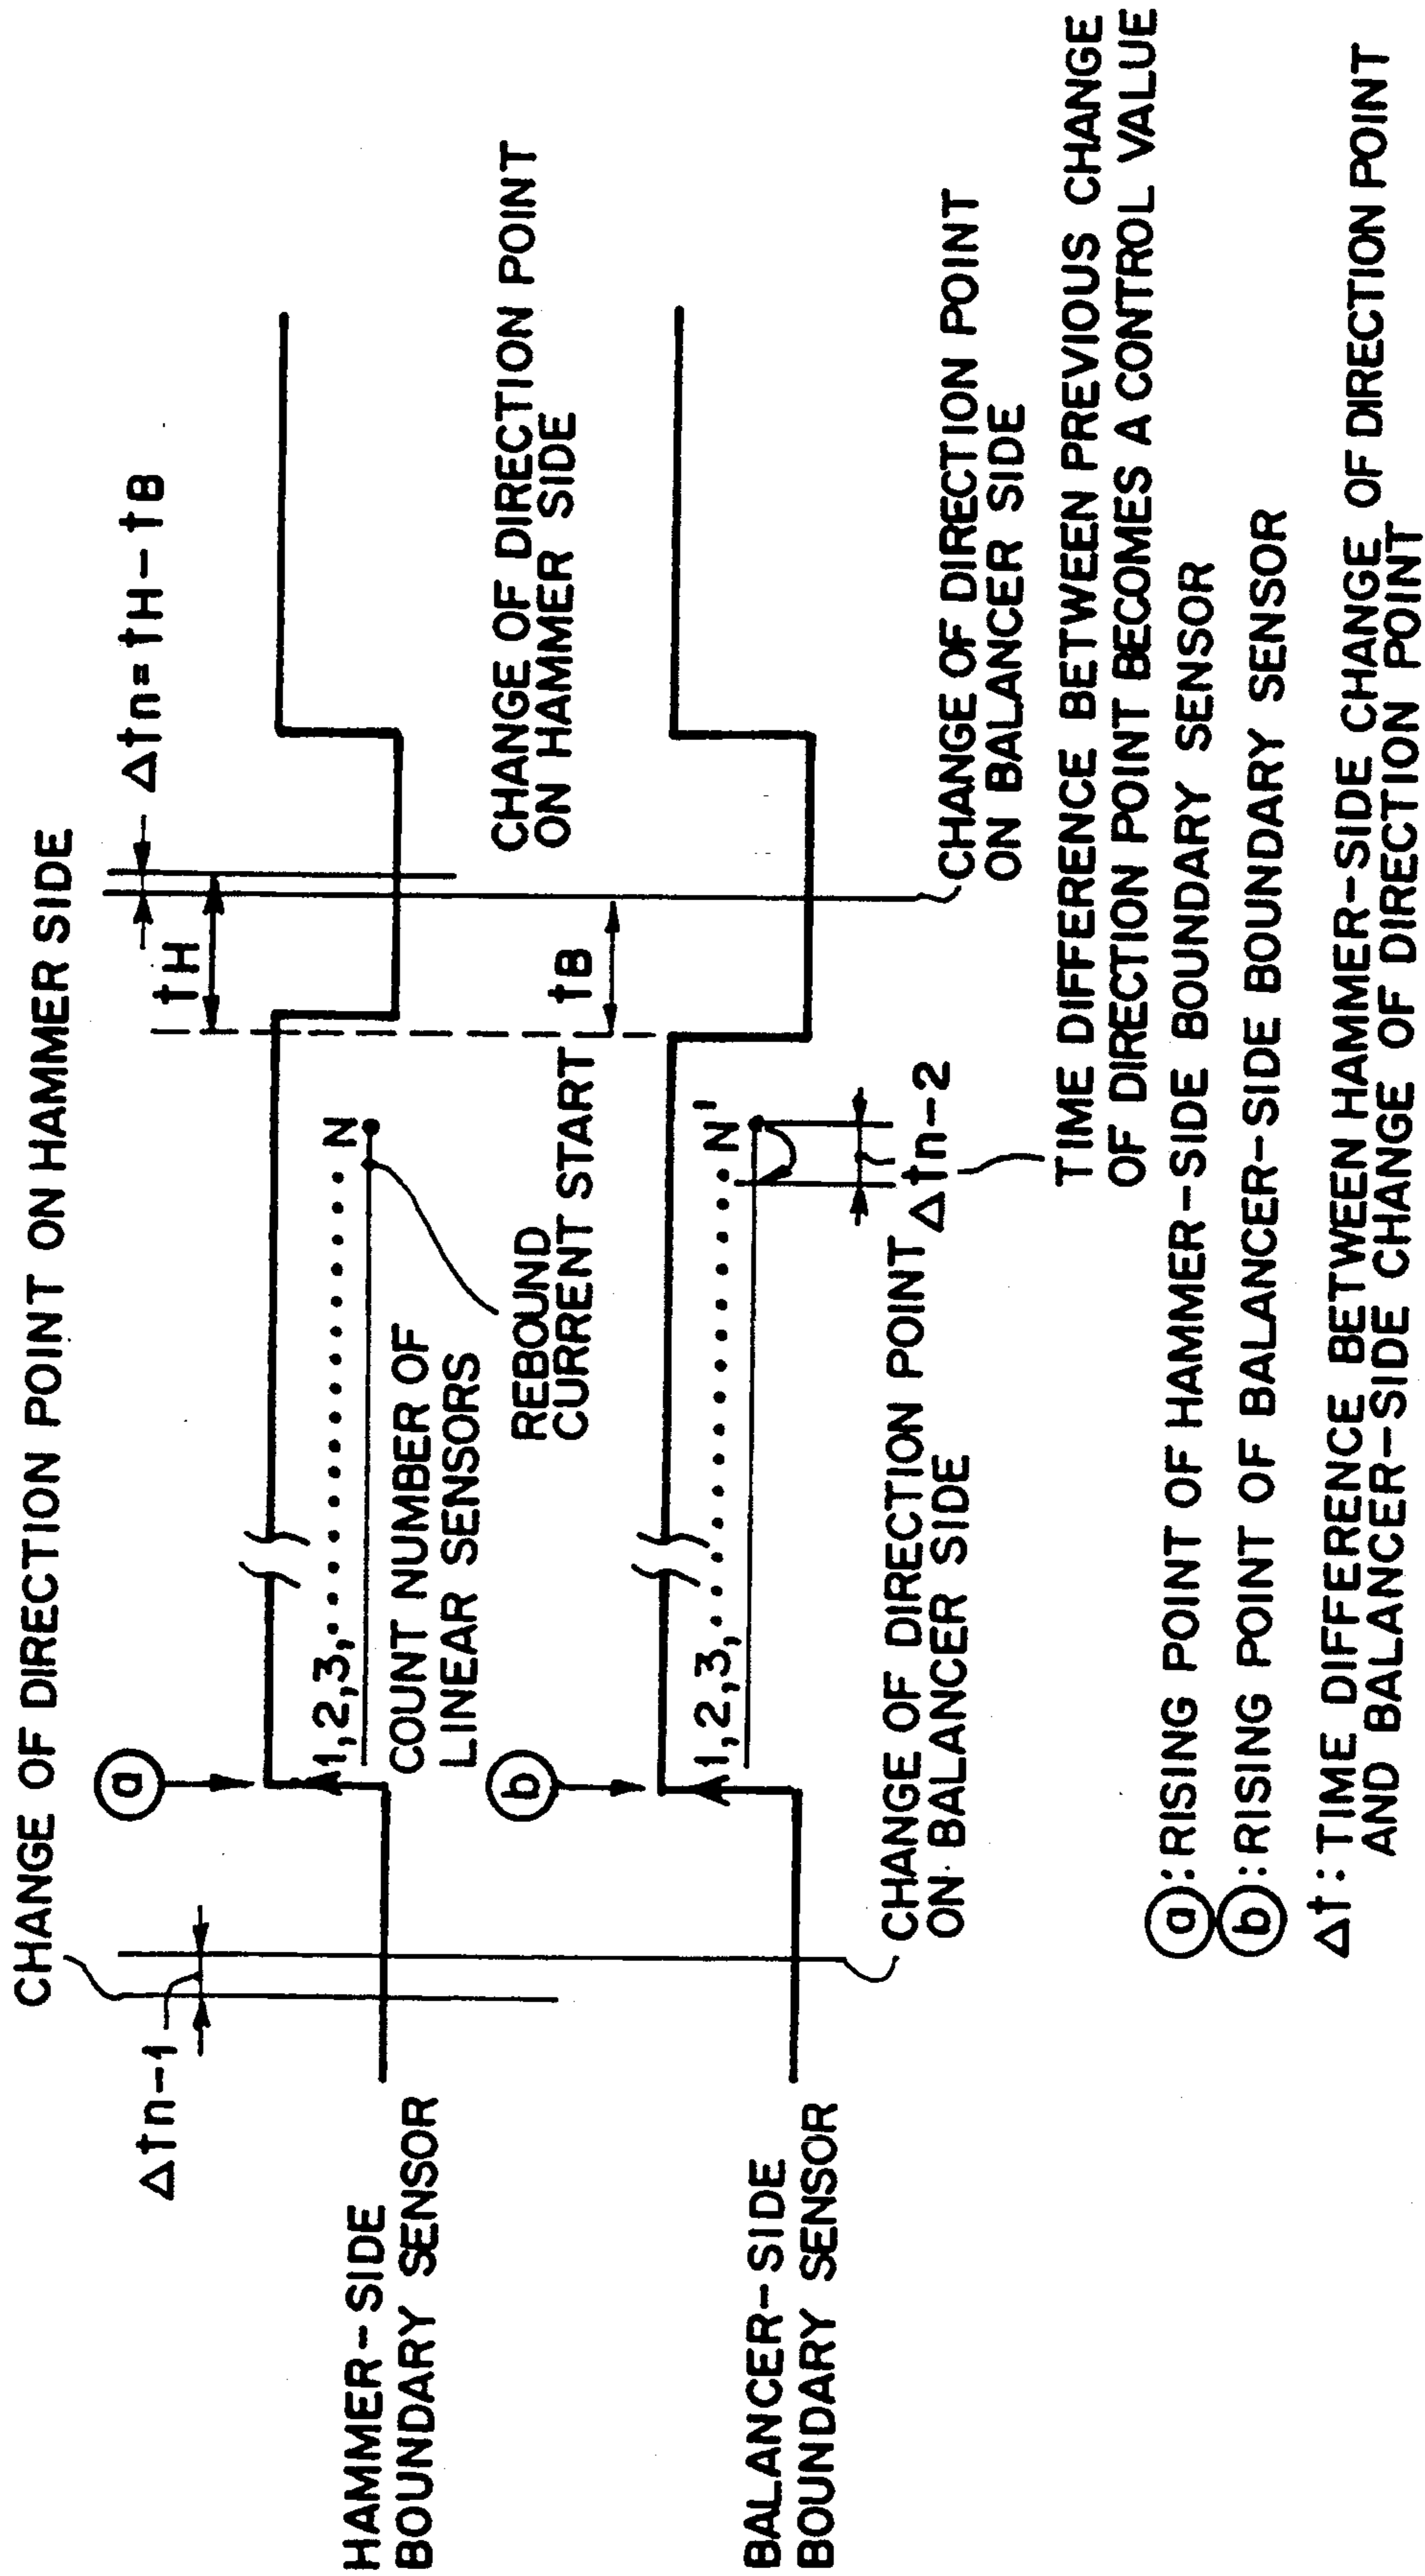 CHANGE OF DIRECTION POINT ON HAMMER SIDE
Δtn-1
Δtn=tH-tB
tH
ⓐ
HAMMER-SIDE
BOUNDARY SENSOR
1,2,3,.............. N
COUNT NUMBER OF
LINEAR SENSORS
REBOUND
CURRENT START
CHANGE OF DIRECTION POINT
ON HAMMER SIDE
tB
ⓑ
BALANCER-SIDE
BOUNDARY SENSOR
1,2,3,.............. N'
Δtn-2
CHANGE OF DIRECTION POINT
ON BALANCER SIDE
CHANGE OF DIRECTION POINT
ON BALANCER SIDE
TIME DIFFERENCE BETWEEN PREVIOUS CHANGE
OF DIRECTION POINT BECOMES A CONTROL VALUE
ⓐ:RISING POINT OF HAMMER-SIDE BOUNDARY SENSOR
ⓑ:RISING POINT OF BALANCER-SIDE BOUNDARY SENSOR
Δt:TIME DIFFERENCE BETWEEN HAMMER-SIDE CHANGE OF DIRECTION POINT
AND BALANCER-SIDE CHANGE OF DIRECTION POINT